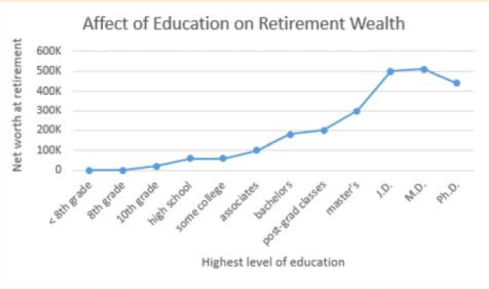 Affect of Education on Retirement Wealth
Net worth at retirement
600K
500K
400K
300K
200K
100K
0
< 8th grade
8th grade
10th grade
high school
some college
associates
bachelors
post-grad classes
master's
J.D.
M.D.
Ph.D.
Highest level of education